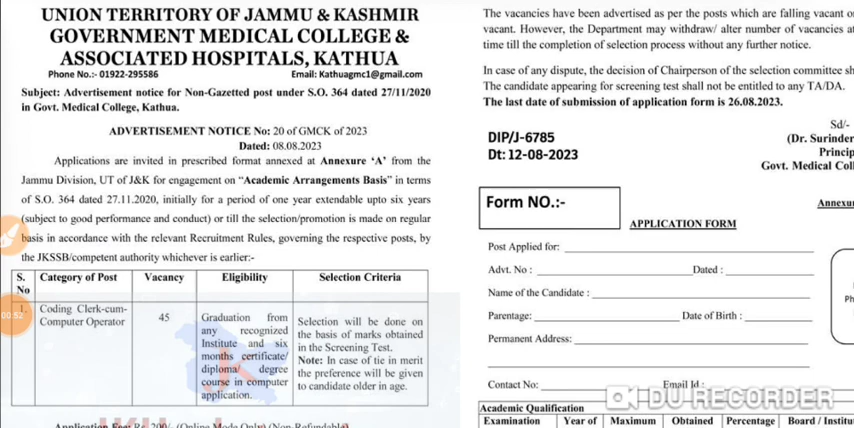 UNION TERRITORY OF JAMMU & KASHMIR
GOVERNMENT MEDICAL COLLEGE &
ASSOCIATED HOSPITALS, KATHUA
Phone No.:- 01922-295586 Email: Kathuagmc1@gmail.com
Subject: Advertisement notice for Non-Gazetted post under S.O. 364 dated 27/11/2020
in Govt. Medical College, Kathua.
ADVERTISEMENT NOTICE No: 20 of GMCK of 2023
Dated: 08.08.2023
Applications are invited in prescribed format annexed at Annexure ‘A’ from the
Jammu Division, UT of J&K for engagement on “Academic Arrangements Basis” in terms
of S.O. 364 dated 27.11.2020, initially for a period of one year extendable upto six years
(subject to good performance and conduct) or till the selection/promotion is made on regular
basis in accordance with the relevant Recruitment Rules, governing the respective posts, by
the JKSSB/competent authority whichever is earlier:-
S. No Category of Post Vacancy Eligibility Selection Criteria
1. Coding Clerk-cum-
Computer Operator
45
Graduation from
any recognized
Institute and six
months certificate/
diploma/ degree
course in computer
application.
Selection will be done on
the basis of marks obtained
in the Screening Test.
Note: In case of tie in merit
the preference will be given
to candidate older in age.
Application Fee: Rs 200/- (Online Mode Only) (Non-Refundable)
00:52
The vacancies have been advertised as per the posts which are falling vacant
vacant. However, the Department may withdraw/ alter number of vacancies
time till the completion of selection process without any further notice.
In case of any dispute, the decision of Chairperson of the selection committee
The candidate appearing for screening test shall not be entitled to any TA/DA.
The last date of submission of application form is 26.08.2023.
Sd/-
(Dr. Surinder
DIP/J-6785
Dt: 12-08-2023
Govt. Medical
Form NO.:-
APPLICATION FORM
Post Applied for:
Advt. No : Dated :
Name of the Candidate :
Parentage: Date of Birth :
Permanent Address:
Contact No: Email Id :
DU RECORDER
Academic Qualification
Examination Year of Maximum Obtained Percentage Board /